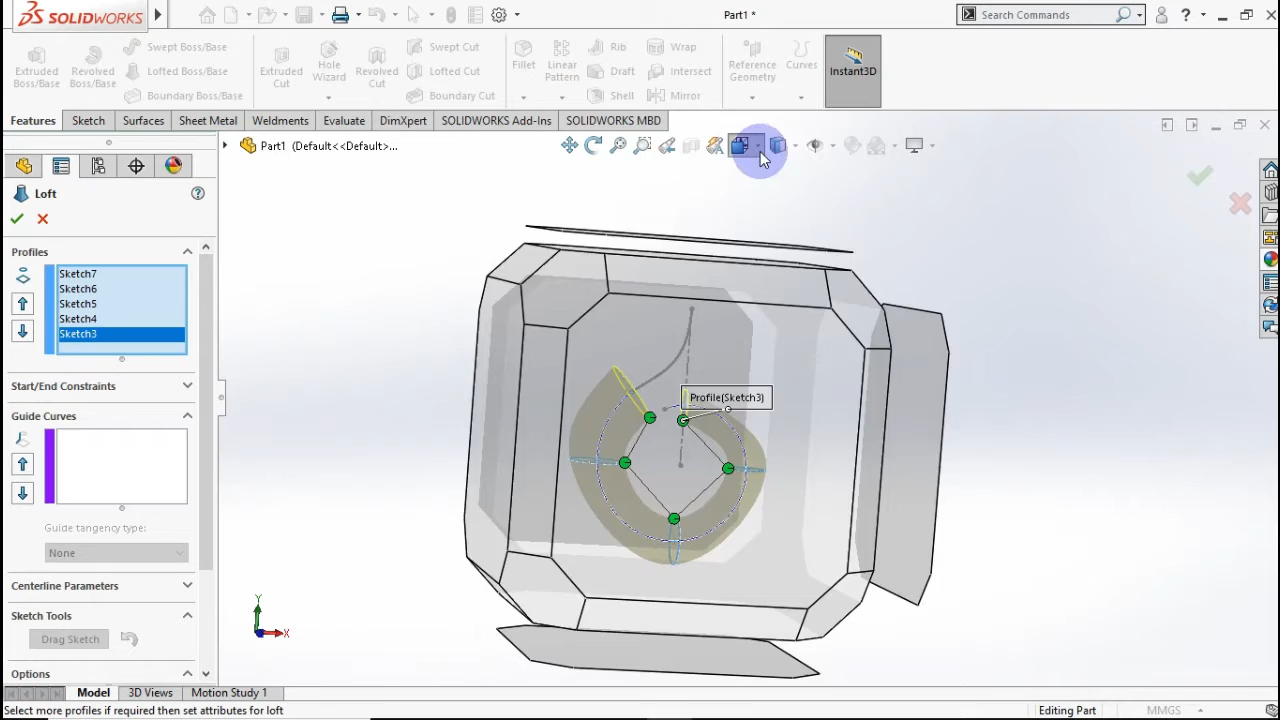 SOLIDWORKS
Part1 *
Search Commands
?
Extruded Boss/Base
Revolved Boss/Base
Swept Boss/Base
Lofted Boss/Base
Boundary Boss/Base
Extruded Cut
Hole Wizard
Revolved Cut
Swept Cut
Lofted Cut
Boundary Cut
Fillet
Linear Pattern
Rib
Draft
Shell
Wrap
Intersect
Mirror
Reference Geometry
Curves
Instant3D
Features
Sketch
Surfaces
Sheet Metal
Weldments
Evaluate
DimXpert
SOLIDWORKS Add-Ins
SOLIDWORKS MBD
Part1 (Default<<Default>...
Loft
Profiles
Sketch7
Sketch6
Sketch5
Sketch4
Sketch3
Start/End Constraints
Guide Curves
Guide tangency type:
None
Centerline Parameters
Sketch Tools
Drag Sketch
Options
Profile(Sketch3)
Y
X
Model
3D Views
Motion Study 1
Select more profiles if required then set attributes for loft
Editing Part
MMGS